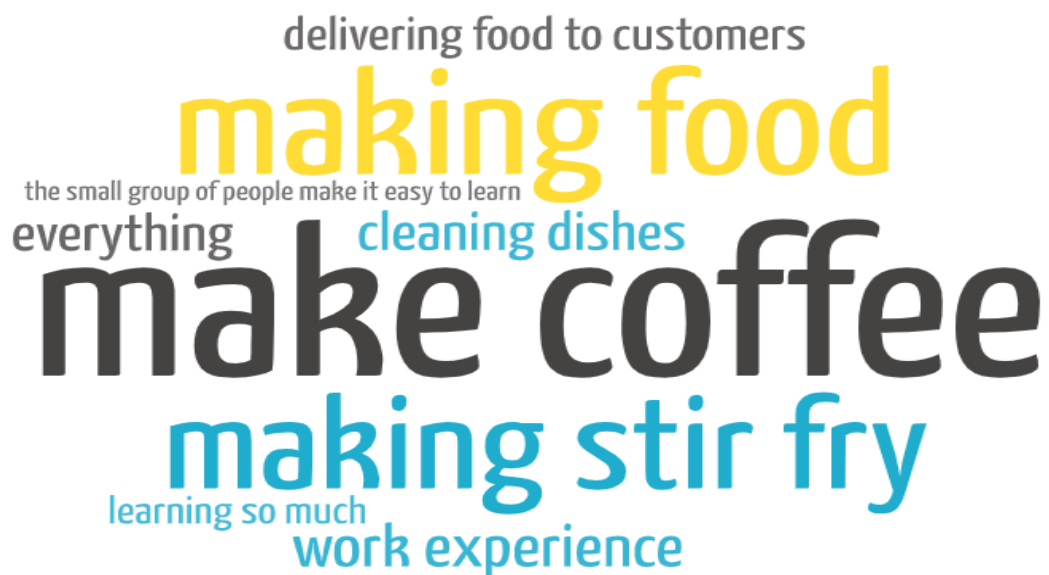 delivering food to customers
making food
the small group of people make it easy to learn
everything
cleaning dishes
make coffee
making stir fry
learning so much
work experience